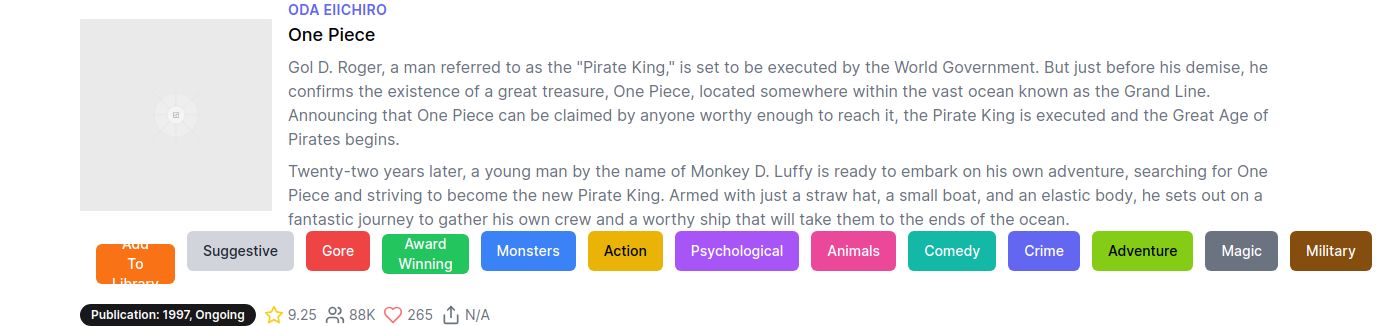 ODA EIICHIRO
One Piece
Gol D. Roger, a man referred to as the "Pirate King," is set to be executed by the World Government. But just before his demise, he
confirms the existence of a great treasure, One Piece, located somewhere within the vast ocean known as the Grand Line.
Announcing that One Piece can be claimed by anyone worthy enough to reach it, the Pirate King is executed and the Great Age of
Pirates begins.
Twenty-two years later, a young man by the name of Monkey D. Luffy is ready to embark on his own adventure, searching for One
Piece and striving to become the new Pirate King. Armed with just a straw hat, a small boat, and an elastic body, he sets out on a
fantastic journey to gather his own crew and a worthy ship that will take them to the ends of the ocean.
Add
To
Library
Suggestive
Gore
Award
Winning
Monsters
Action
Psychological
Animals
Comedy
Crime
Adventure
Magic
Military
Publication: 1997, Ongoing 9.25 88K 265 N/A